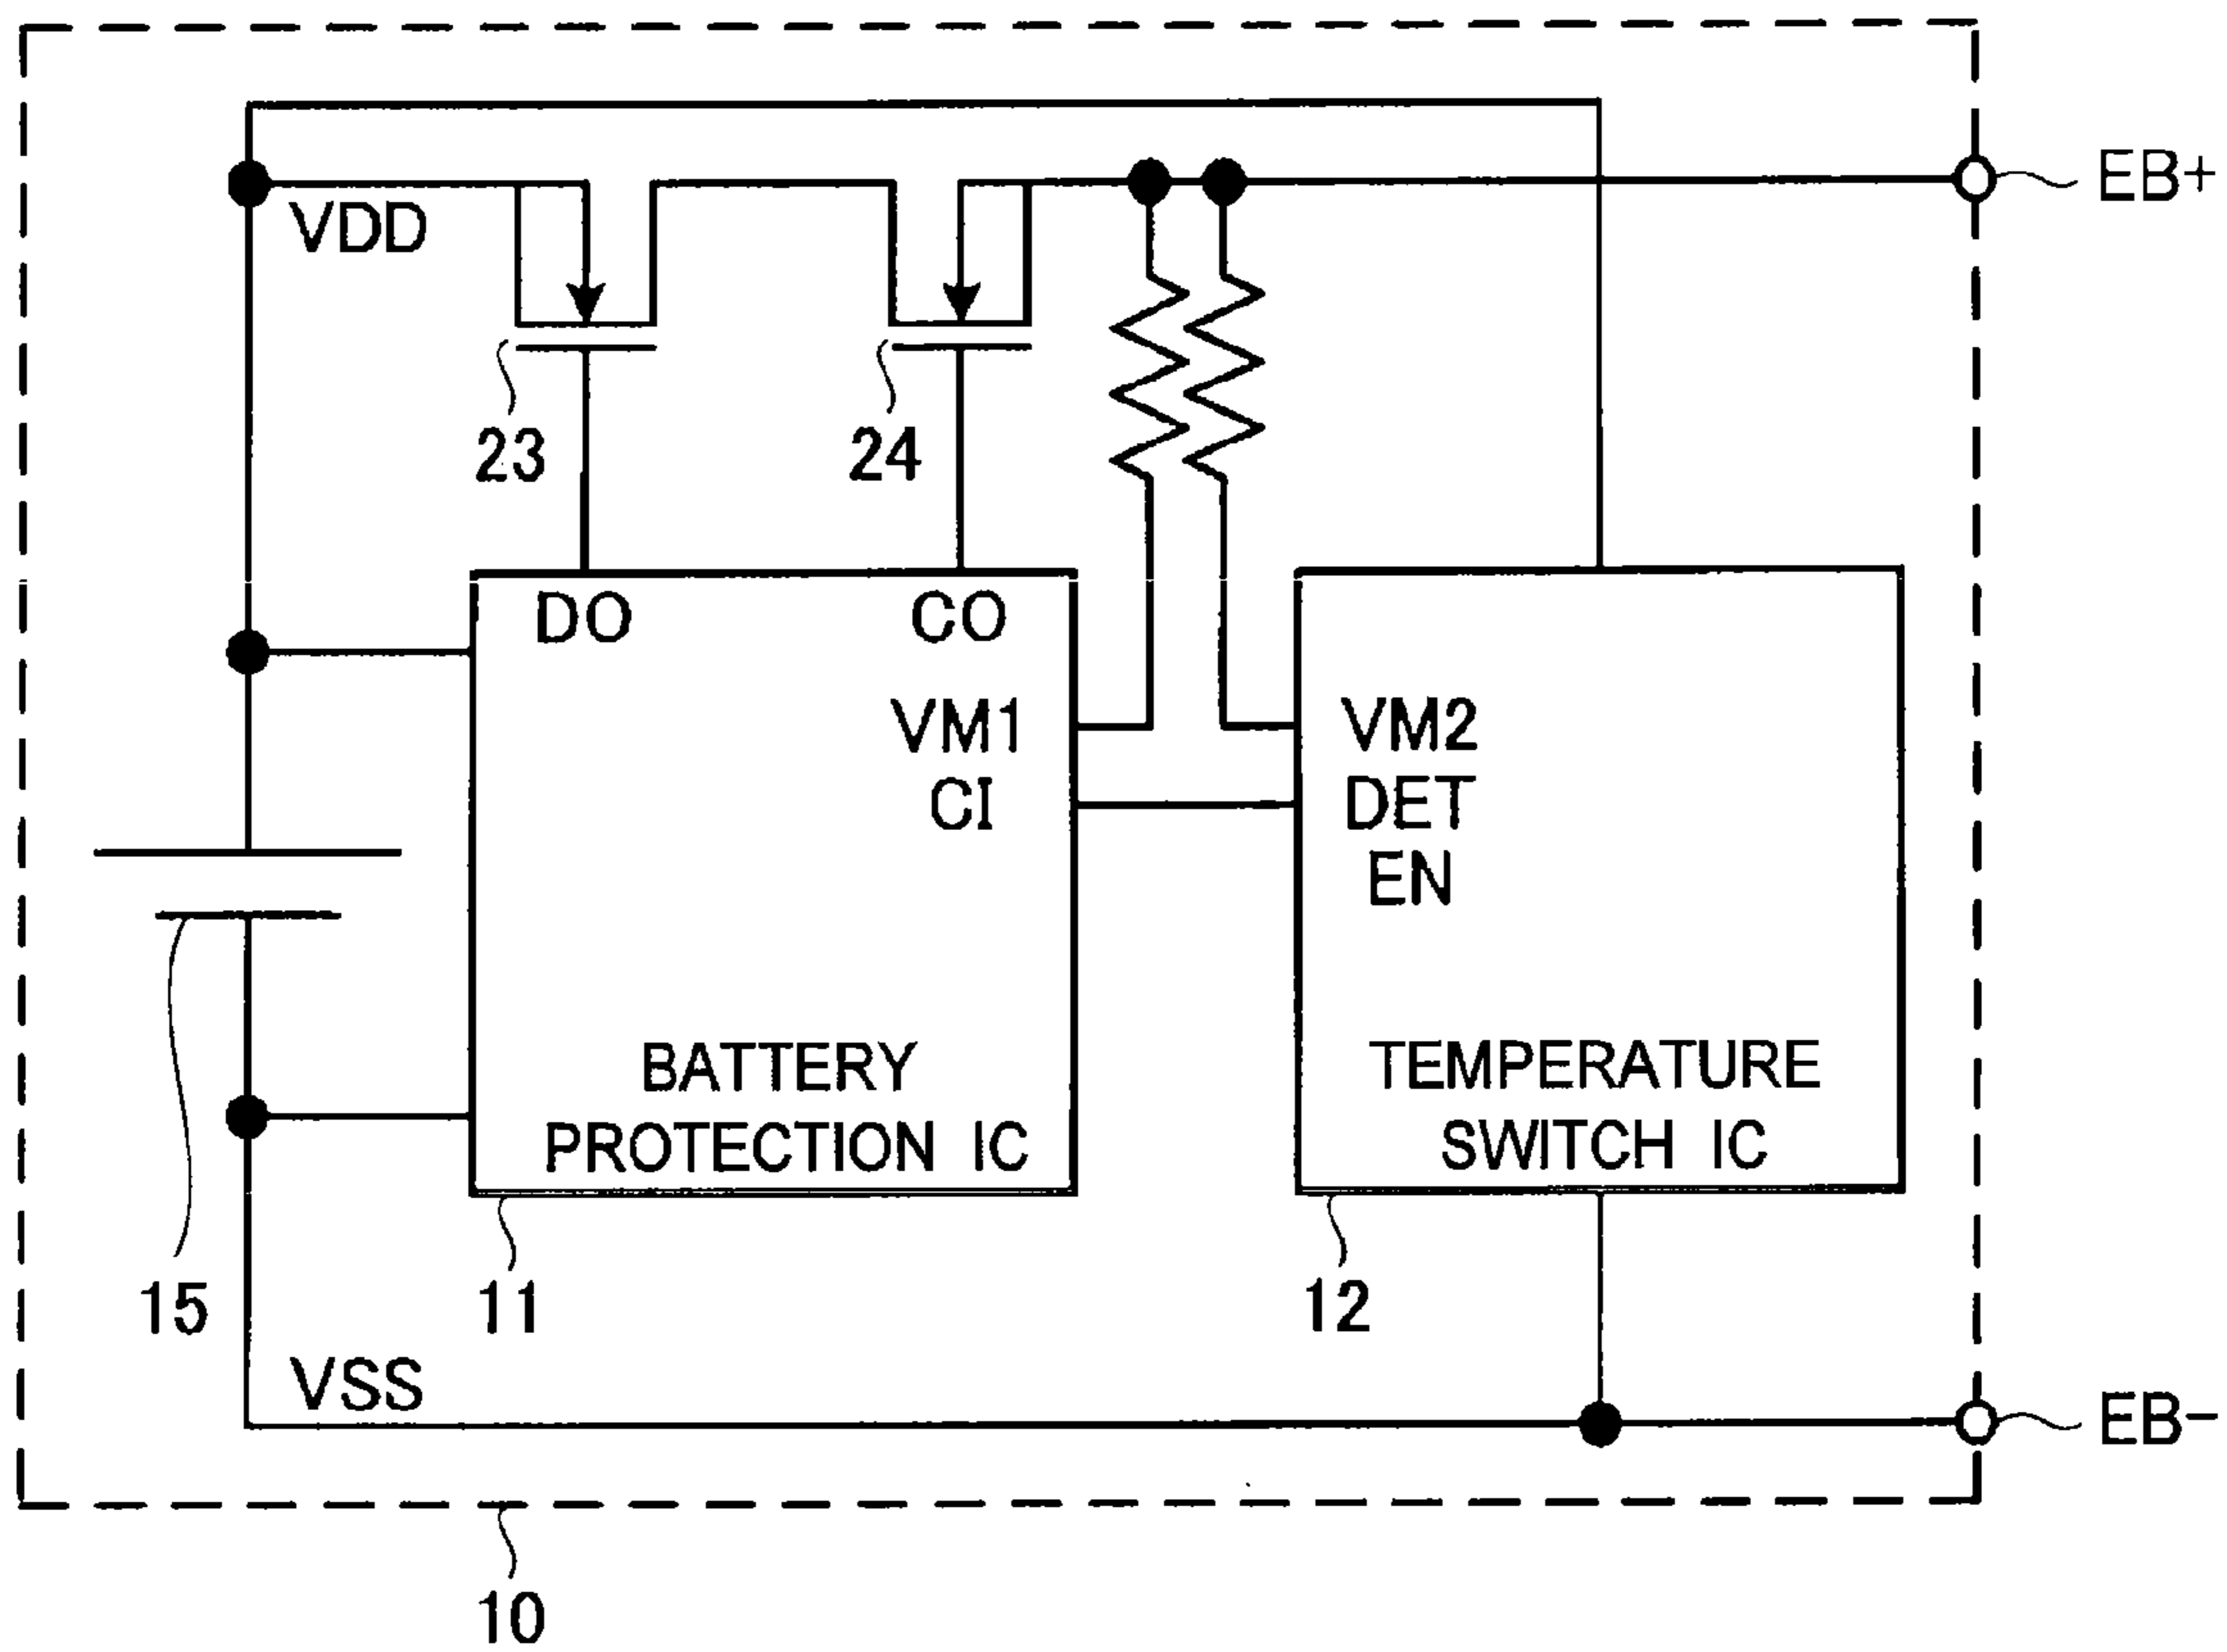 EB+
VDD
23
24
DO
CO
VM1
CI
VM2
DET
EN
BATTERY
PROTECTION IC
TEMPERATURE
SWITCH IC
15
11
12
VSS
EB-
10